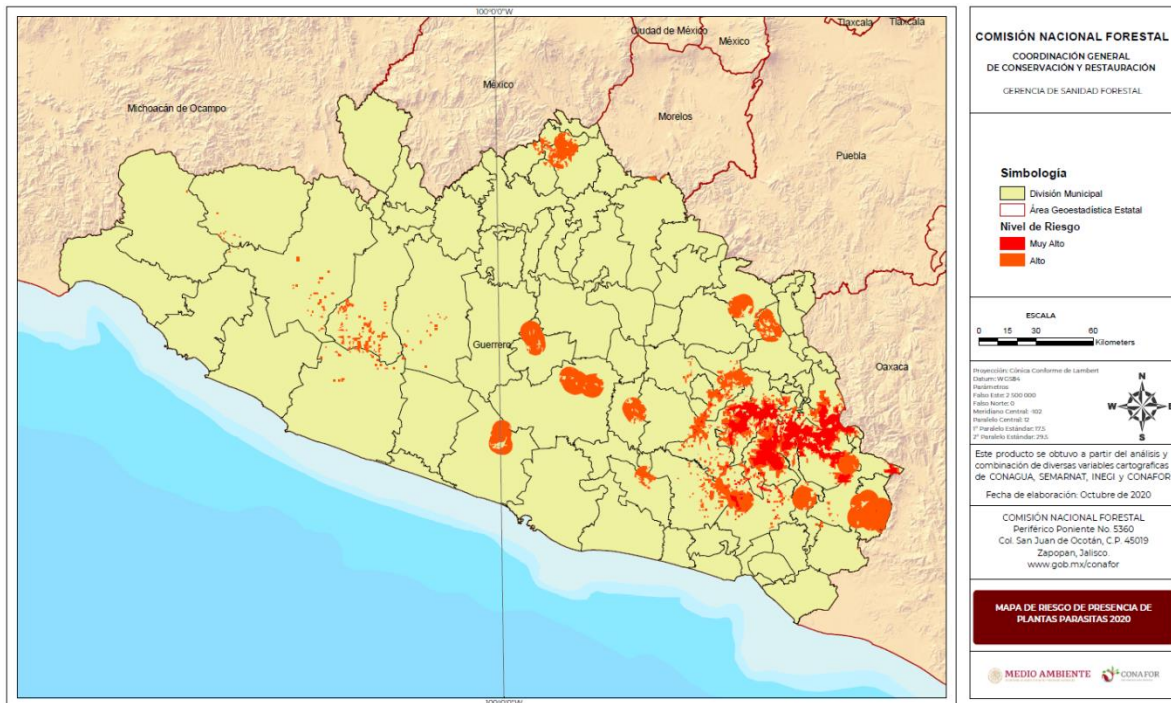 100°0'0"W
Tlaxcala
Tlaxcala
Ciudad de México
México
México
Michoacán de Ocampo
Morelos
Puebla
Guerrero
Oaxaca
100°0'0"W
COMISIÓN NACIONAL FORESTAL
COORDINACIÓN GENERAL
DE CONSERVACIÓN Y RESTAURACIÓN
GERENCIA DE SANIDAD FORESTAL
Simbología
División Municipal
Área Geoestadística Estatal
Nivel de Riesgo
Muy Alto
Alto
ESCALA
0 15 30 60
Kilometers
Proyección: Cónica Conforme de Lambert
Datum: WGS84
Parámetros
Falso Este: 2 500 000
Falso Norte: 0
Meridiano Central: -102
Paralelo Central: 12
1° Paralelo Estándar: 17.5
2° Paralelo Estándar: 29.5
N
W E
S
Este producto se obtuvo a partir del análisis y
combinación de diversas variables cartograficas
de CONAGUA, SEMARNAT, INEGI y CONAFOR
Fecha de elaboración: Octubre de 2020
COMISIÓN NACIONAL FORESTAL
Periférico Poniente No. 5360
Col. San Juan de Ocotán, C.P. 45019
Zapopan, Jalisco.
www.gob.mx/conafor
MAPA DE RIESGO DE PRESENCIA DE
PLANTAS PARASITAS 2020
MEDIO AMBIENTE
CONAFOR